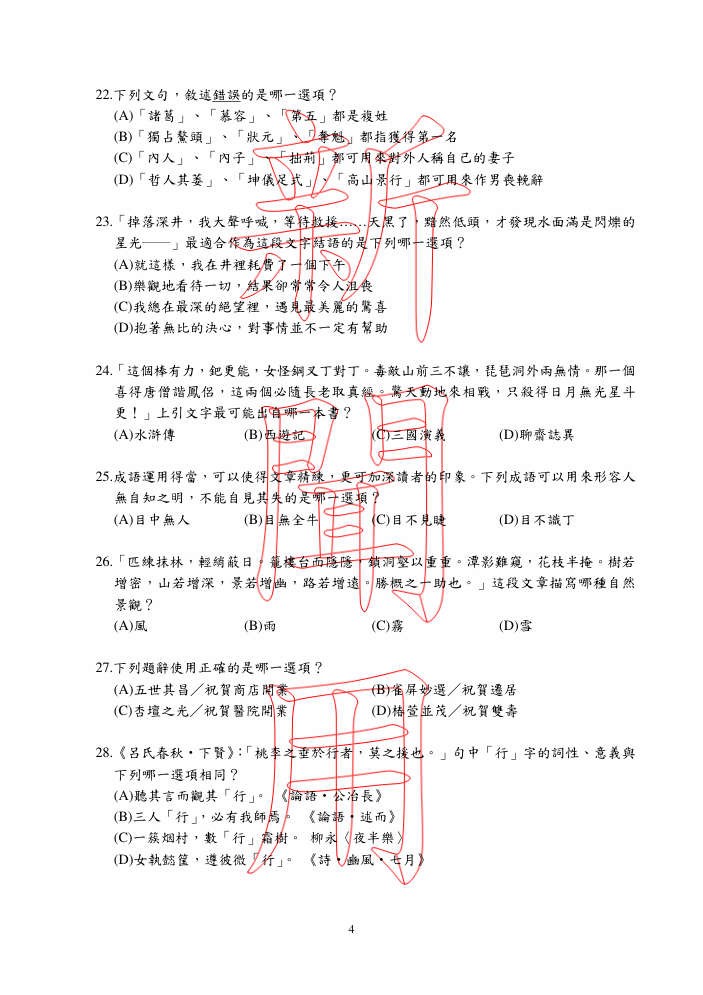 22.下列文句，敘述錯誤的是哪一選項？
(A)「諸葛」、「慕容」、「第五」都是複姓
(B)「獨占鰲頭」、「狀元」、「奪魁」都指獲得第一名
(C)「內人」、「內子」、「拙荊」都可用來對外人稱自己的妻子
(D)「哲人其萎」、「坤儀足式」、「高山景行」都可用來作男喪輓辭
23.「掉落深井，我大聲呼喊，等待救援……天黑了，黯然低頭，才發現水面滿是閃爍的
星光──」最適合作為這段文字結語的是下列哪一選項？
(A)就這樣，我在井裡耗費了一個下午
(B)樂觀地看待一切，結果卻常常令人沮喪
(C)我總在最深的絕望裡，遇見最美麗的驚喜
(D)抱著無比的決心，對事情並不一定有幫助
24.「這個棒有力，鈀更能，女怪鋼叉丁對丁。毒敵山前三不讓，琵琶洞外兩無情。那一個
喜得唐僧諧鳳侶，這兩個必隨長老取真經。驚天動地來相戰，只殺得日月無光星斗
更！」上引文字最可能出自哪一本書？
(A)水滸傳 (B)西遊記 (C)三國演義 (D)聊齋誌異
25.成語運用得當，可以使得文章精練，更可加深讀者的印象。下列成語可以用來形容人
無自知之明，不能自見其失的是哪一選項？
(A)目中無人 (B)目無全牛 (C)目不見睫 (D)目不識丁
26.「匹練抹林，輕綃蔽日。籠樓台而隱隱，鎖洞壑以重重。潭影難窺，花枝半掩。樹若
增密，山若增深，景若增幽，路若增遠。勝概之一助也。」這段文章描寫哪種自然
景觀？
(A)風 (B)雨 (C)霧 (D)雪
27.下列題辭使用正確的是哪一選項？
(A)五世其昌／祝賀商店開業 (B)雀屏妙選／祝賀遷居
(C)杏壇之光／祝賀醫院開業 (D)椿萱並茂／祝賀雙壽
28.《呂氏春秋‧下賢》：「桃李之垂於行者，莫之援也。」句中「行」字的詞性、意義與
下列哪一選項相同？
(A)聽其言而觀其「行」。 《論語‧公冶長》
(B)三人「行」，必有我師焉。 《論語‧述而》
(C)一簇烟村，數「行」霜樹。 柳永〈夜半樂〉
(D)女執懿筐，遵彼微「行」。 《詩‧豳風‧七月》
新聞用
4